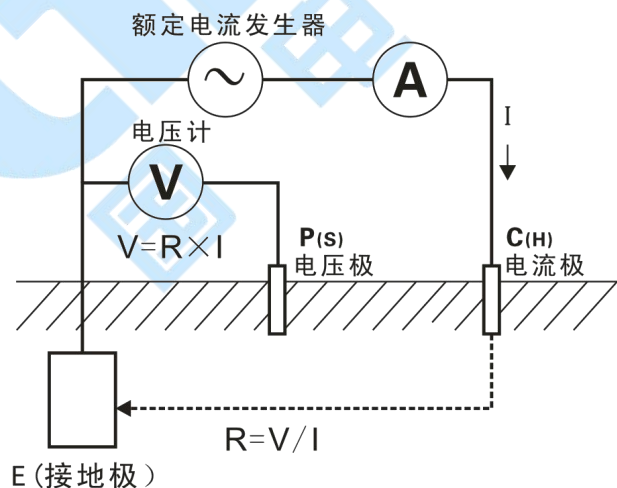 额定电流发生器
A
I
电压计
V
V=R×I
P(S)
电压极
C(H)
电流极
R=V/I
E(接地极)